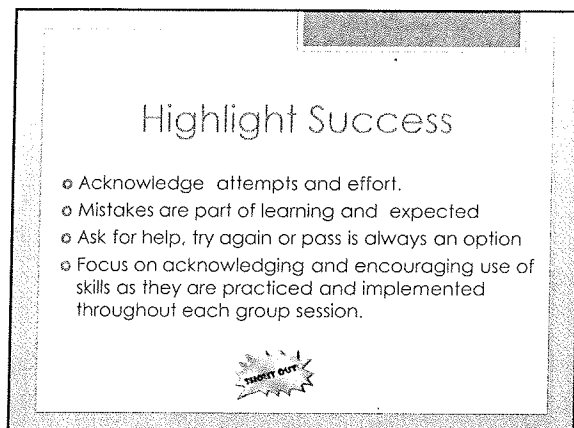 Highlight Success
Acknowledge attempts and effort.
Mistakes are part of learning and expected
Ask for help, try again or pass is always an option
Focus on acknowledging and encouraging use of
skills as they are practiced and implemented
throughout each group session.
SHOUT OUT!